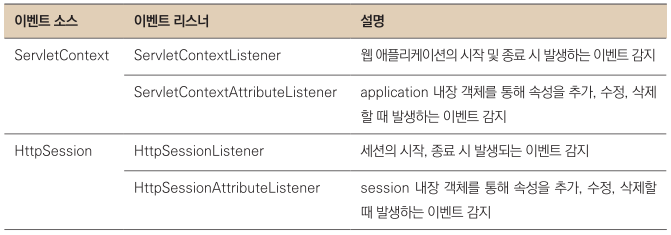 이벤트 소스 이벤트 리스너 설명
ServletContext ServletContextListener 웹 애플리케이션의 시작 및 종료 시 발생하는 이벤트 감지
ServletContextAttributeListener application 내장 객체를 통해 속성을 추가, 수정, 삭제
할 때 발생하는 이벤트 감지
HttpSession HttpSessionListener 세션의 시작, 종료 시 발생되는 이벤트 감지
HttpSessionAttributeListener session 내장 객체를 통해 속성을 추가, 수정, 삭제할
때 발생하는 이벤트 감지